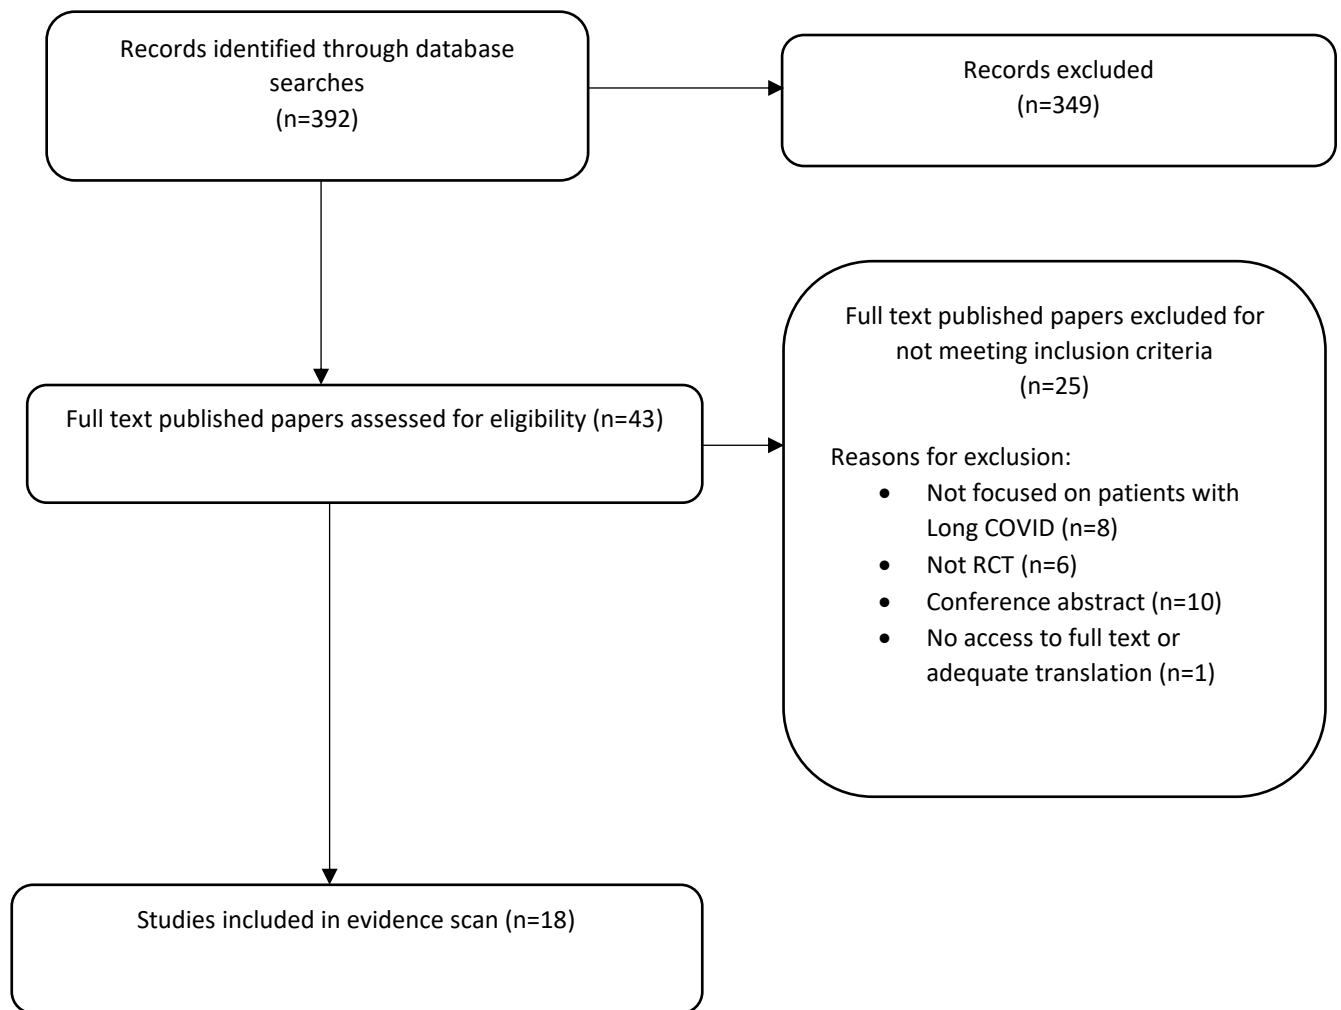 Records identified through database
searches
(n=392)
Records excluded
(n=349)
Full text published papers assessed for eligibility (n=43)
Full text published papers excluded for
not meeting inclusion criteria
(n=25)
Reasons for exclusion:
• Not focused on patients with
Long COVID (n=8)
• Not RCT (n=6)
• Conference abstract (n=10)
• No access to full text or
adequate translation (n=1)
Studies included in evidence scan (n=18)